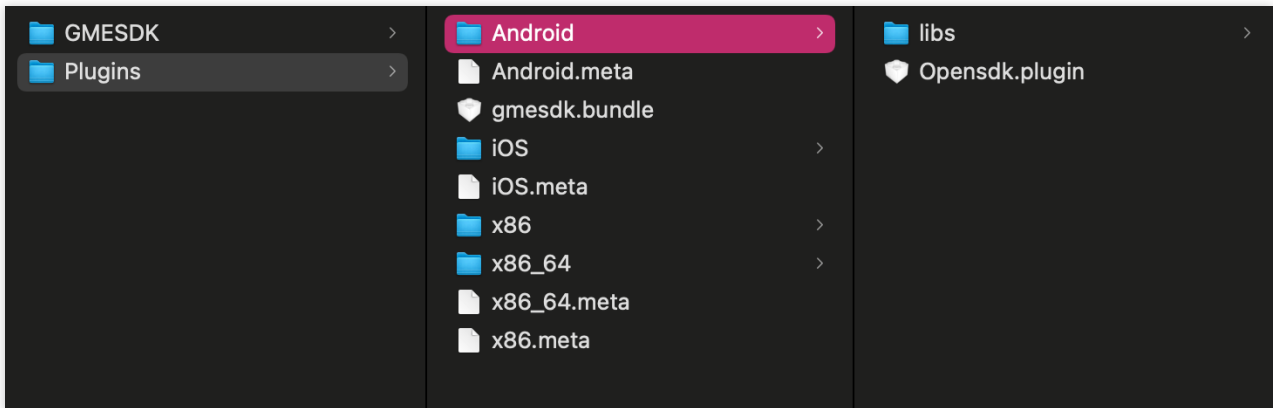 GMESDK
Plugins
Android
Android.meta
gmesdk.bundle
iOS
iOS.meta
x86
x86_64
x86_64.meta
x86.meta
libs
Opensdk.plugin